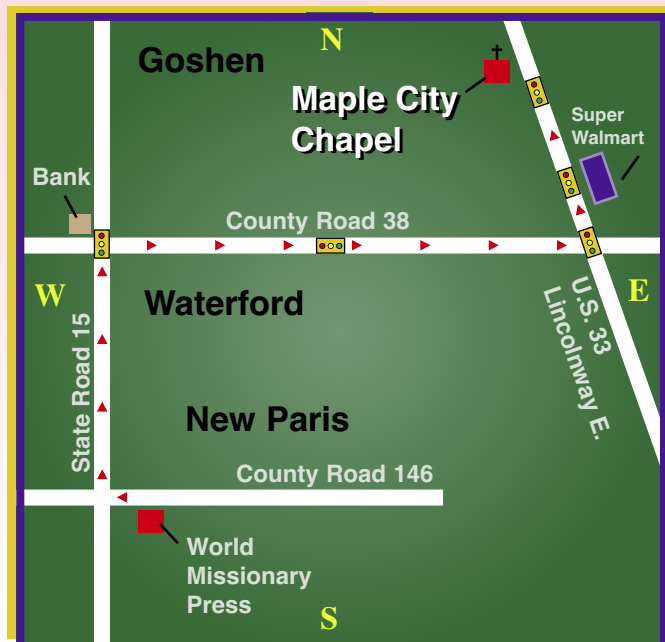 N
Goshen
Maple City
Chapel
Super
Walmart
Bank
County Road 38
W
E
Waterford
U.S. 33
Lincolnway E.
State Road 15
New Paris
County Road 146
World
Missionary
Press
S